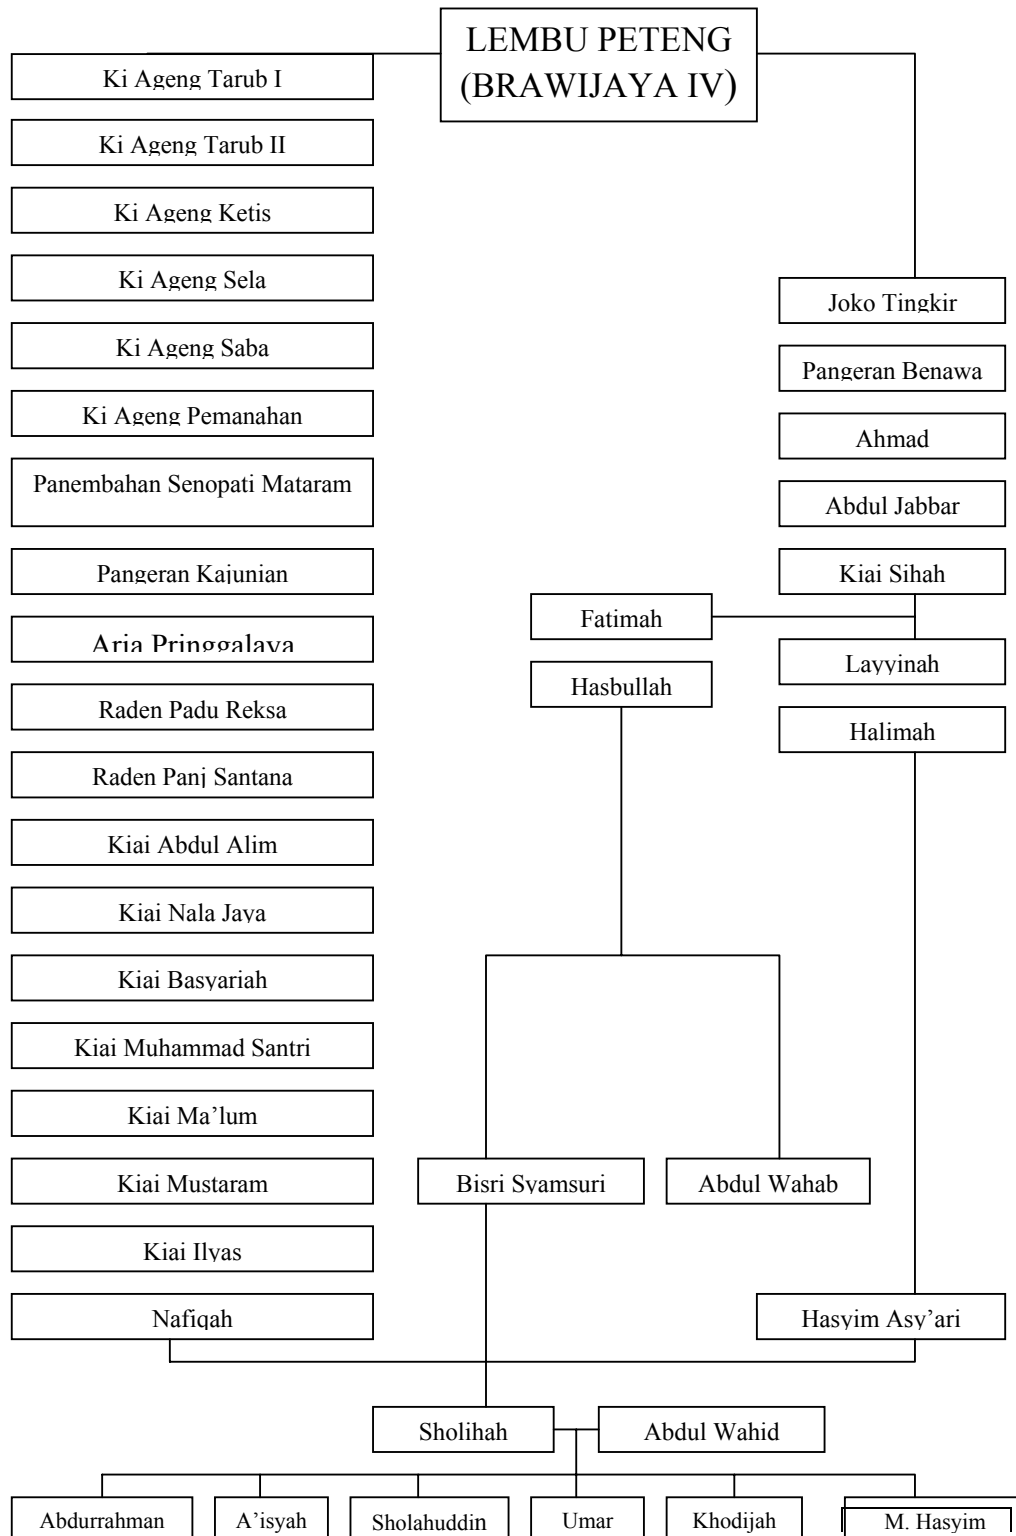 LEMBU PETENG
(BRAWIJAYA IV)
Ki Ageng Tarub I
Ki Ageng Tarub II
Ki Ageng Ketis
Ki Ageng Sela
Ki Ageng Saba
Ki Ageng Pemanahan
Panembahan Senopati Mataram
Pangeran Kajunian
Aria Pringgalaya
Raden Padu Reksa
Raden Panj Santana
Kiai Abdul Alim
Kiai Nala Jaya
Kiai Basyariah
Kiai Muhammad Santri
Kiai Ma’lum
Kiai Mustaram
Kiai Ilyas
Nafiqah
Joko Tingkir
Pangeran Benawa
Ahmad
Abdul Jabbar
Kiai Sihah
Fatimah
Layyinah
Hasbullah
Halimah
Bisri Syamsuri
Abdul Wahab
Hasyim Asy’ari
Sholihah
Abdul Wahid
Abdurrahman
A’isyah
Sholahuddin
Umar
Khodijah
M. Hasyim